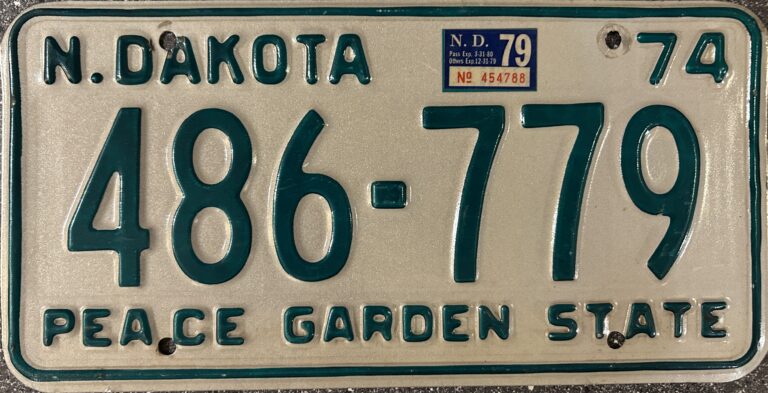 N.DAKOTA
N. D. 79
Pass Exp. 3-31-80
Others Exp 12-31-79
Nº 454788
74
486-779
PEACE GARDEN STATE